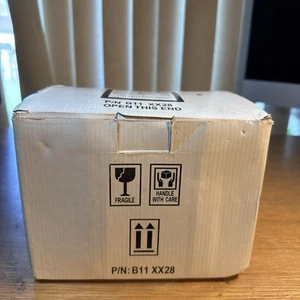 P/N: B11 XX28
OPEN THIS END
FRAGILE
HANDLE
WITH CARE
P/N: B11 XX28